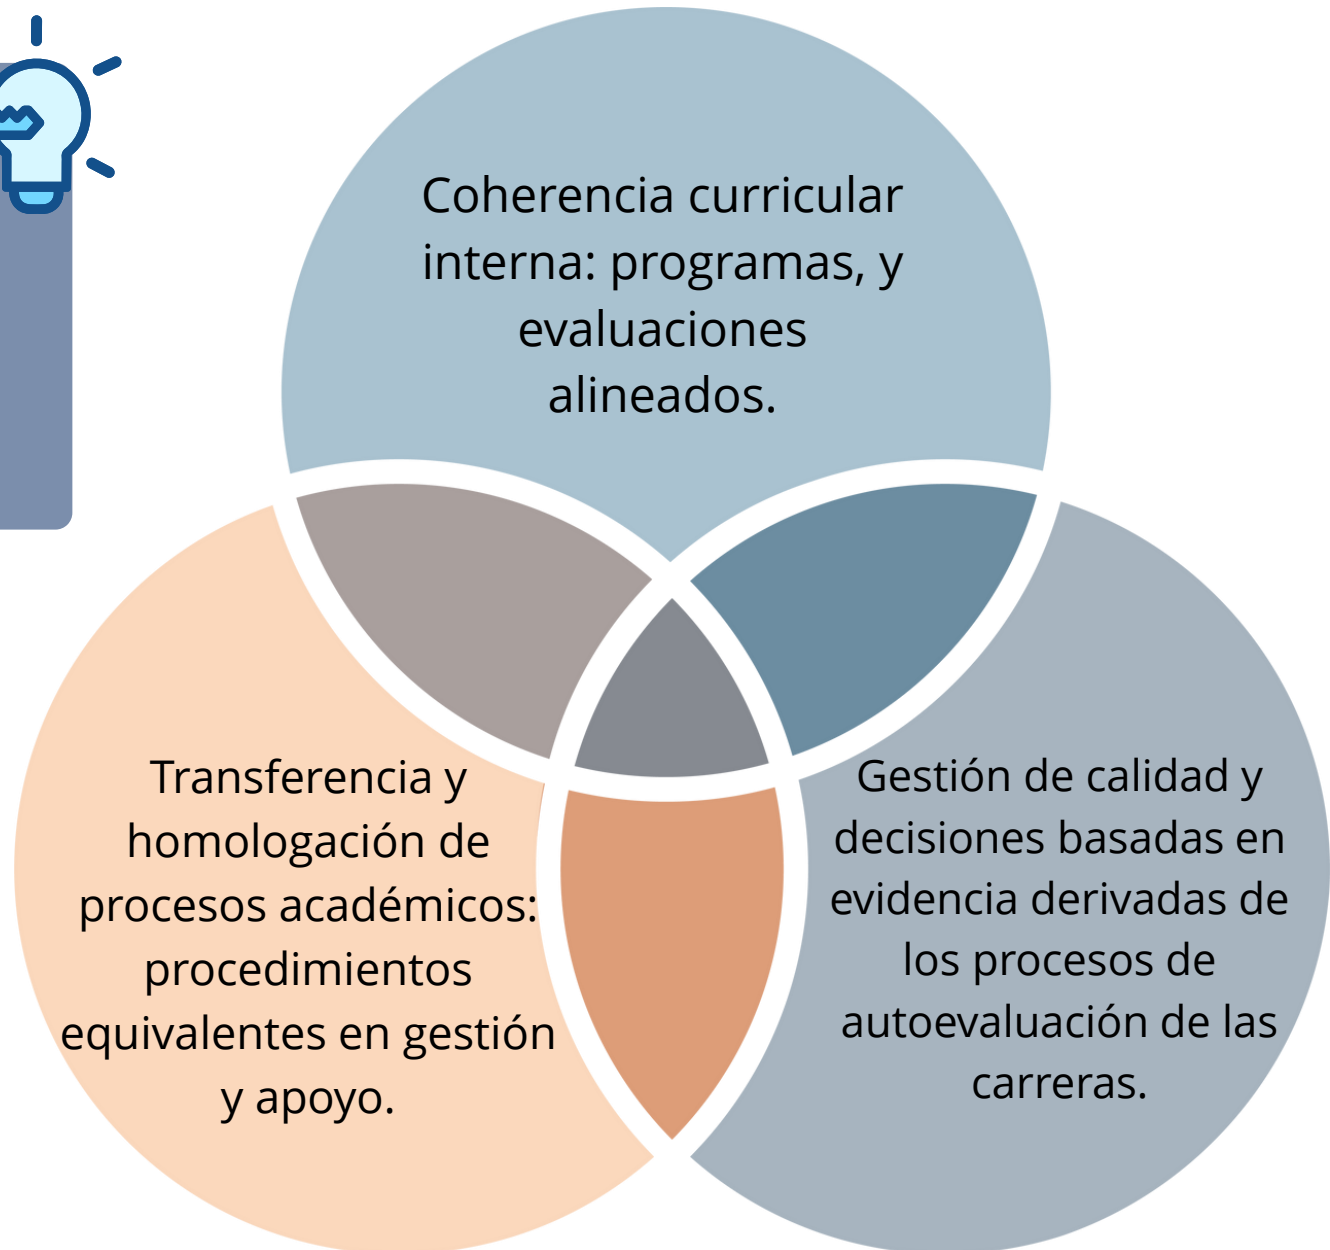 Coherencia curricular
interna: programas, y
evaluaciones
alineados.
Transferencia y
homologación de
procesos académicos:
procedimientos
equivalentes en gestión
y apoyo.
Gestión de calidad y
decisiones basadas en
evidencia derivadas de
los procesos de
autoevaluación de las
carreras.